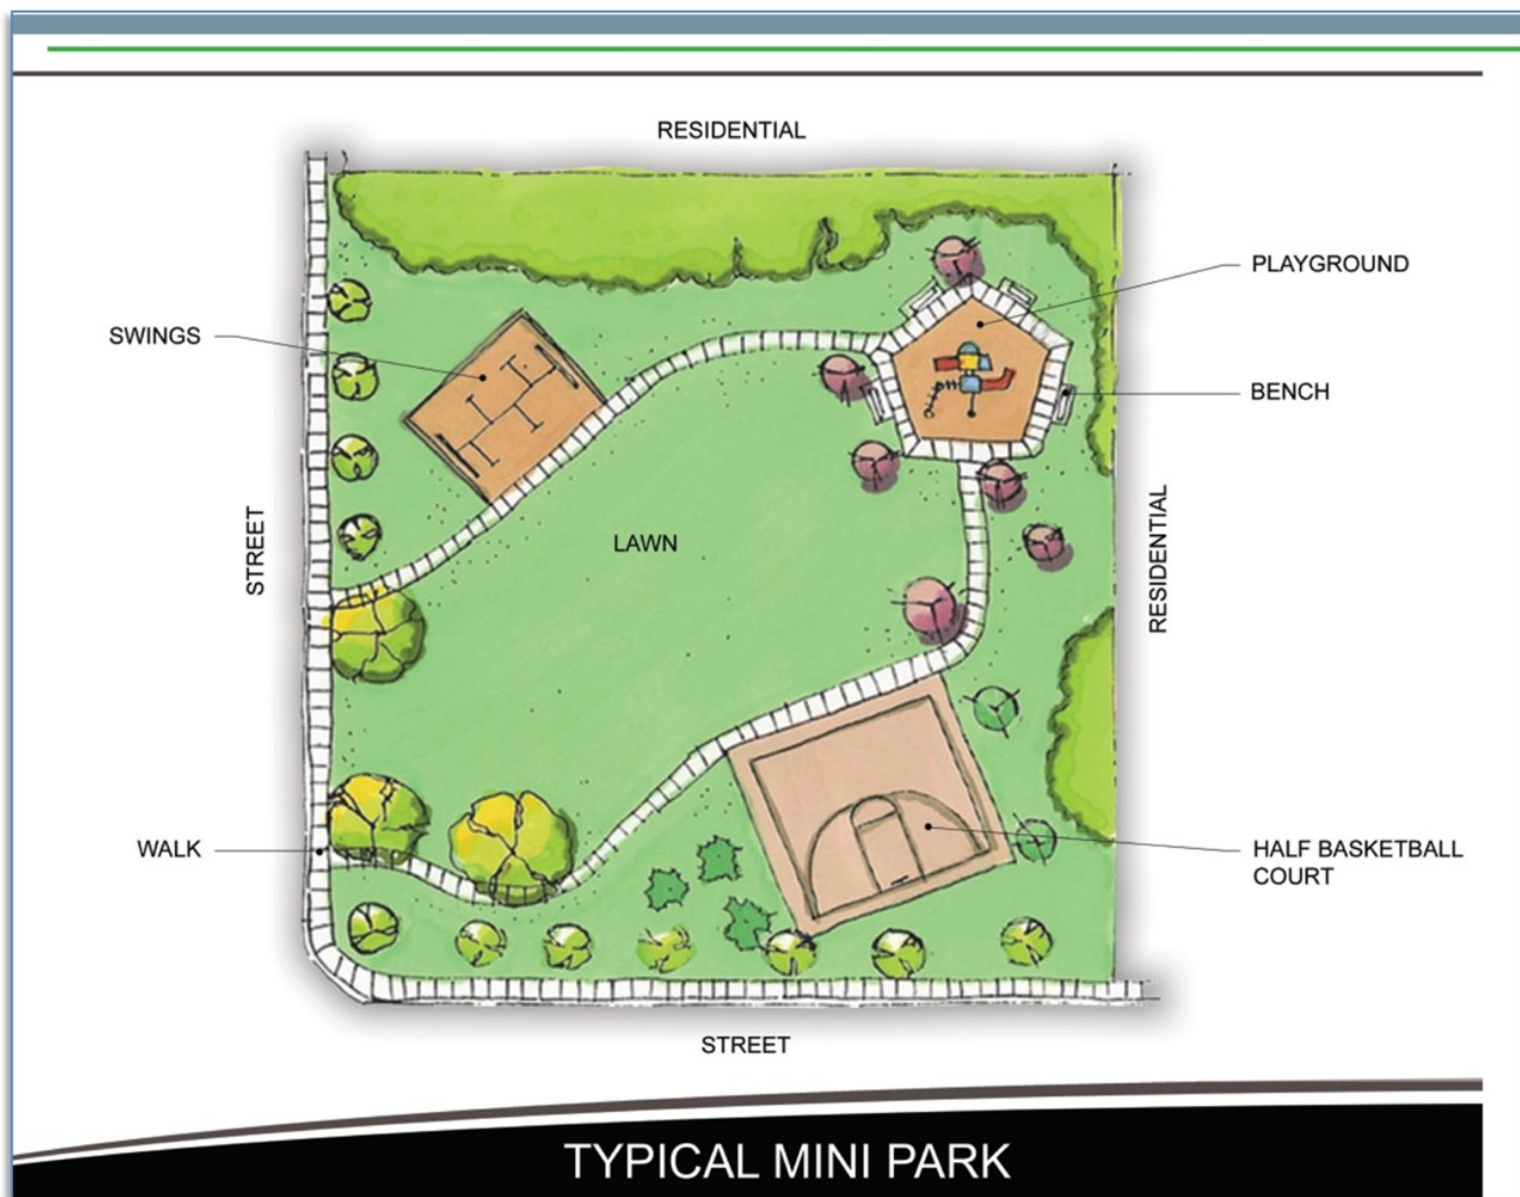 RESIDENTIAL
PLAYGROUND
SWINGS
BENCH
STREET
LAWN
RESIDENTIAL
WALK
HALF BASKETBALL
COURT
STREET
TYPICAL MINI PARK